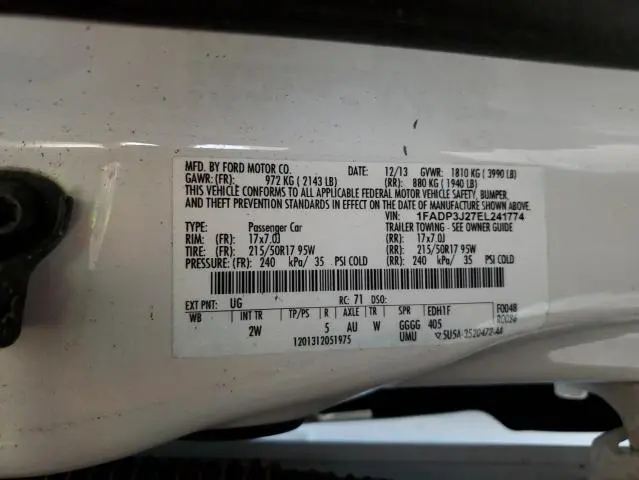 MFD. BY FORD MOTOR CO. DATE: 12/13 GVWR: 1810 KG ( 3990 LB)
GAWR: (FR): 972 KG ( 2143 LB) (RR): 880 KG ( 1940 LB)
THIS VEHICLE CONFORMS TO ALL APPLICABLE FEDERAL MOTOR VEHICLE SAFETY, BUMPER,
AND THEFT PREVENTION STANDARDS IN EFFECT ON THE DATE OF MANUFACTURE SHOWN ABOVE.
VIN: 1FADP3J27EL241774
TYPE: Passenger Car TRAILER TOWING - SEE OWNER GUIDE
RIM: (FR) 17x7.0J (RR): 17x7.0J
TIRE: (FR) 215/50R17 95W (RR): 215/50R17 95W
PRESSURE: (FR) 240 kPa/ 35 PSI COLD (RR) 240 kPa/ 35 PSI COLD
EXT PNT: UG RC: 71 DSO:
WB INT TR TP/PS R AXLE TR SPR EDH1F F0048
2W 5 AU W GGGG 405
1201312051975 UMU